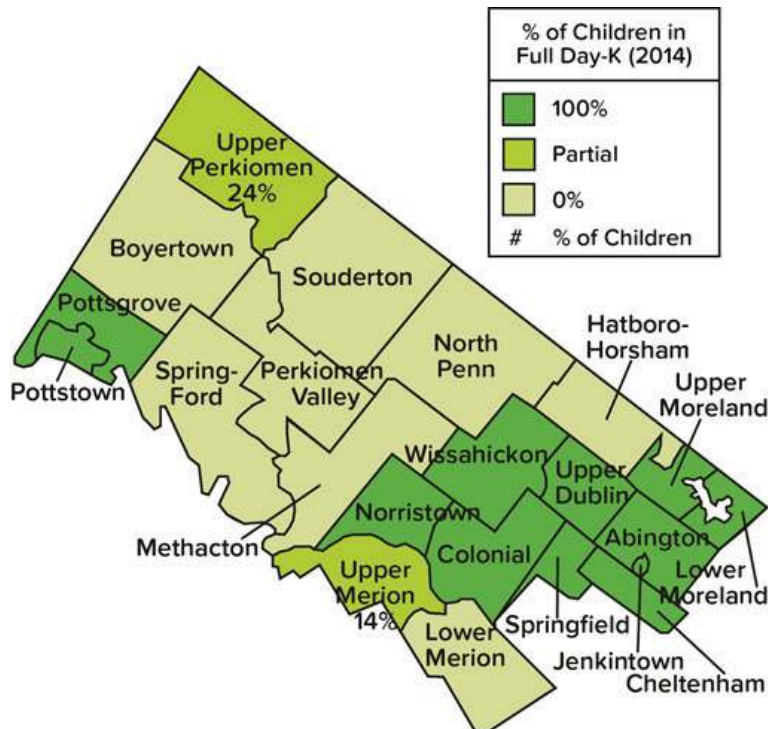 % of Children in
Full Day-K (2014)
100%
Partial
0%
# % of Children
Upper
Perkiomen
24%
Boyertown
Souderton
Pottsgrove
Hatboro-
Horsham
North
Penn
Upper
Moreland
Pottstown
Spring-
Ford
Perkiomen
Valley
Wissahickon
Upper
Dublin
Norristown
Abington
Methacton
Colonial
Lower
Moreland
Upper
Merion
14%
Lower
Merion
Springfield
Jenkintown
Cheltenham